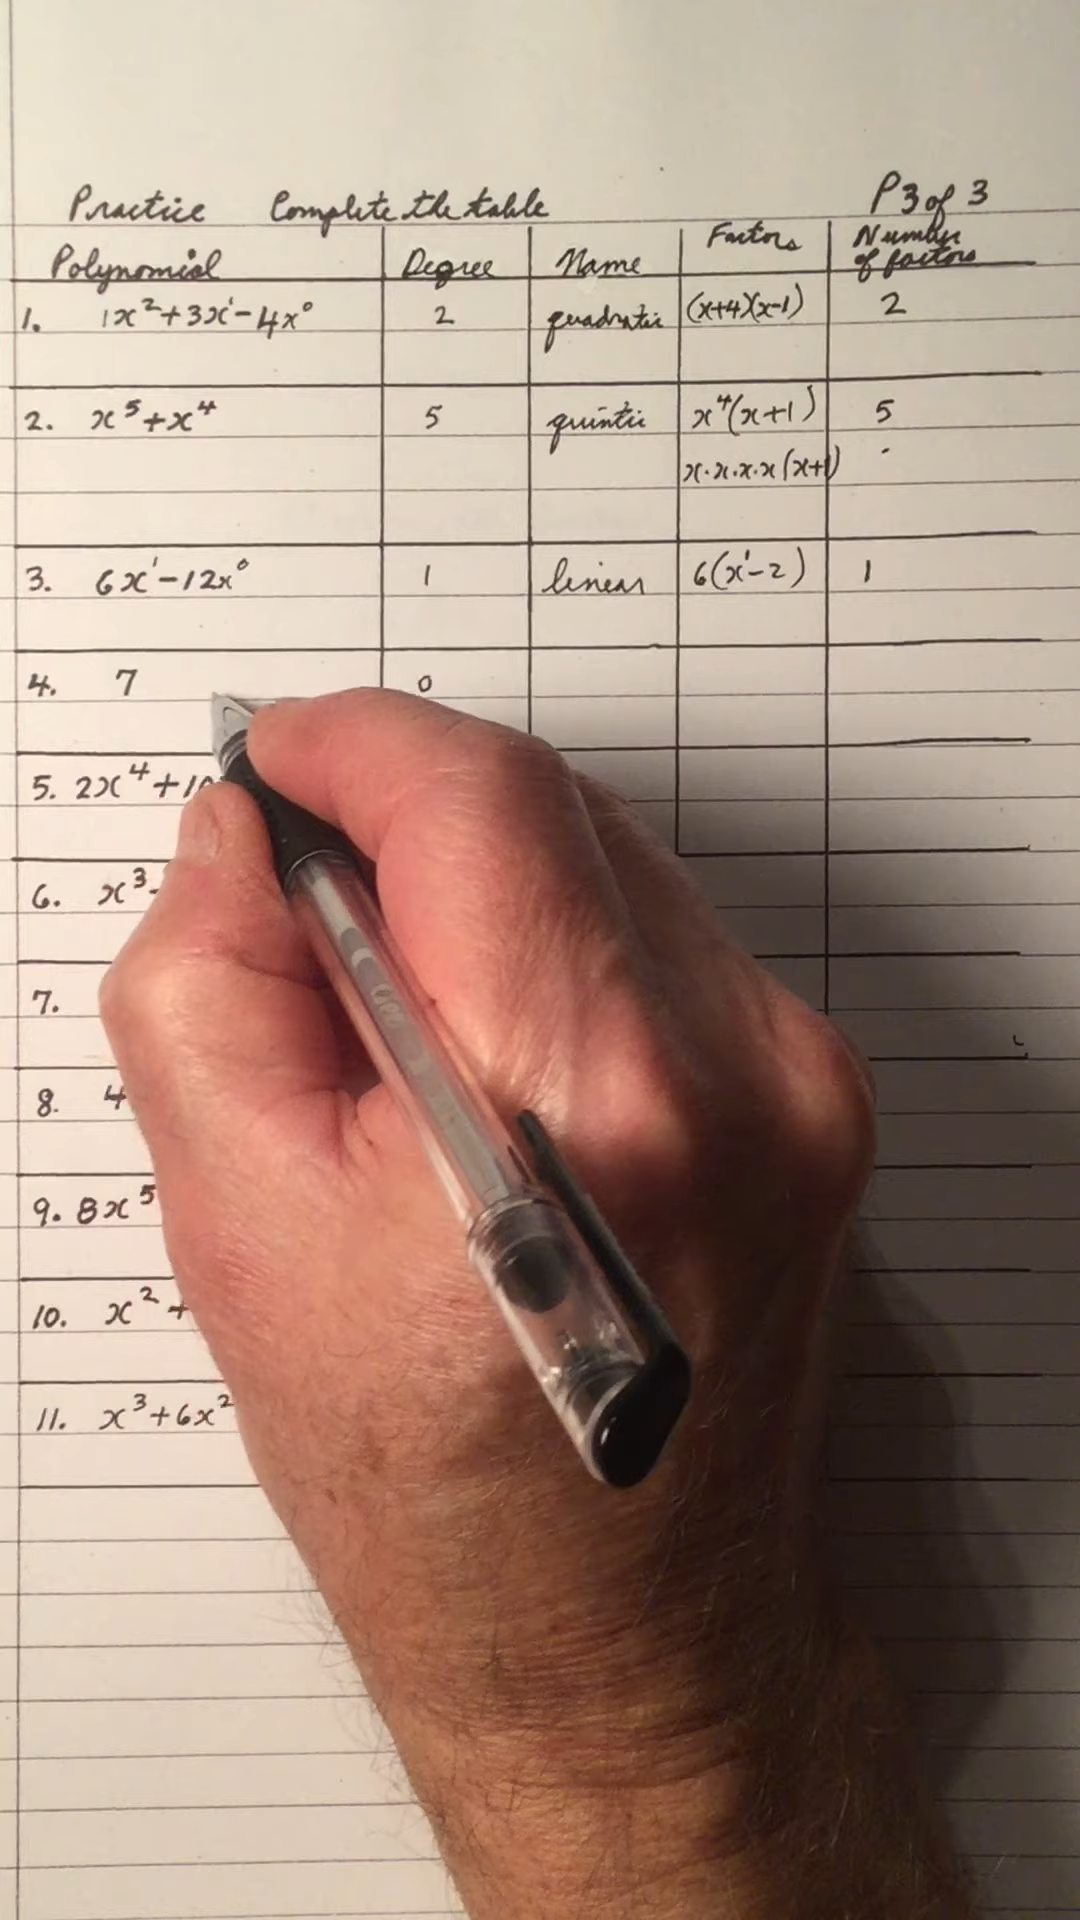 Practice Complete the table P3 of 3
Polynomial Degree Name Factors Number of factors
1. 1x²+3x¹-4x⁰ 2 quadratic (x+4)(x-1) 2
2. x⁵+x⁴ 5 quintic x⁴(x+1) 5
x·x·x·x(x+1)
3. 6x¹-12x⁰ 1 linear 6(x¹-2) 1
4. 7 0
5. 2x⁴+10
6. x³-
7.
8. 4
9. 8x⁵
10. x²+
11. x³+6x²